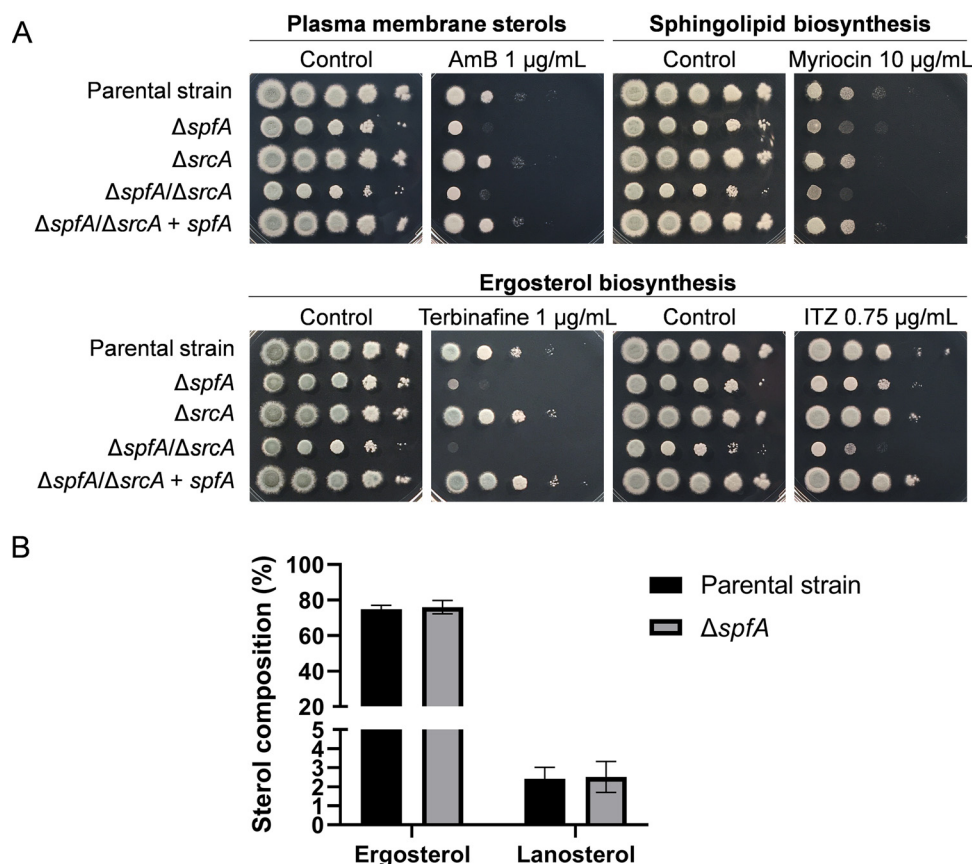 A
Plasma membrane sterols
Sphingolipid biosynthesis
Control
AmB 1 µg/mL
Control
Myriocin 10 µg/mL
Parental strain
ΔspfA
ΔsrcA
ΔspfA/ΔsrcA
ΔspfA/ΔsrcA + spfA
Ergosterol biosynthesis
Control
Terbinafine 1 µg/mL
Control
ITZ 0.75 µg/mL
Parental strain
ΔspfA
ΔsrcA
ΔspfA/ΔsrcA
ΔspfA/ΔsrcA + spfA
B
Sterol composition (%)
100
80
60
40
20
5
4
3
2
1
0
Ergosterol
Lanosterol
Parental strain
ΔspfA